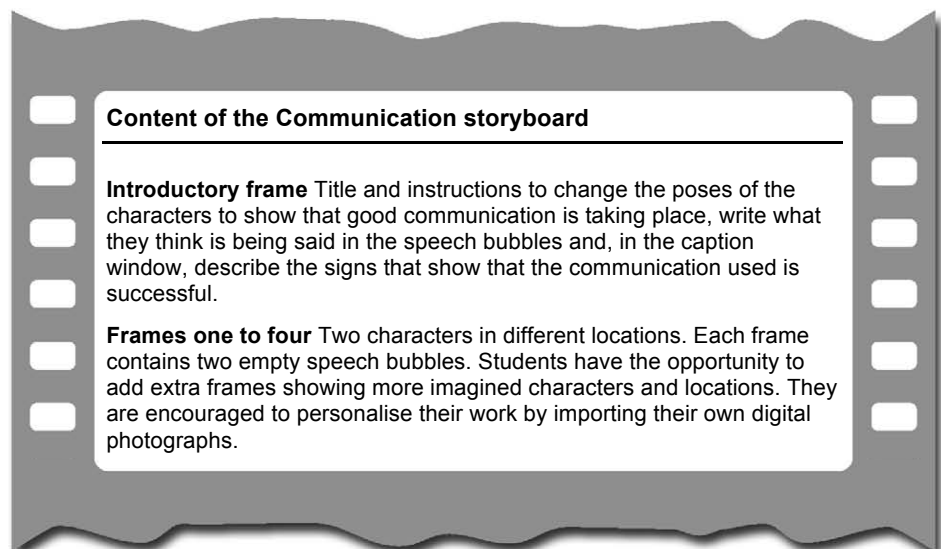 Content of the Communication storyboard
Introductory frame Title and instructions to change the poses of the
characters to show that good communication is taking place, write what
they think is being said in the speech bubbles and, in the caption
window, describe the signs that show that the communication used is
successful.
Frames one to four Two characters in different locations. Each frame
contains two empty speech bubbles. Students have the opportunity to
add extra frames showing more imagined characters and locations. They
are encouraged to personalise their work by importing their own digital
photographs.